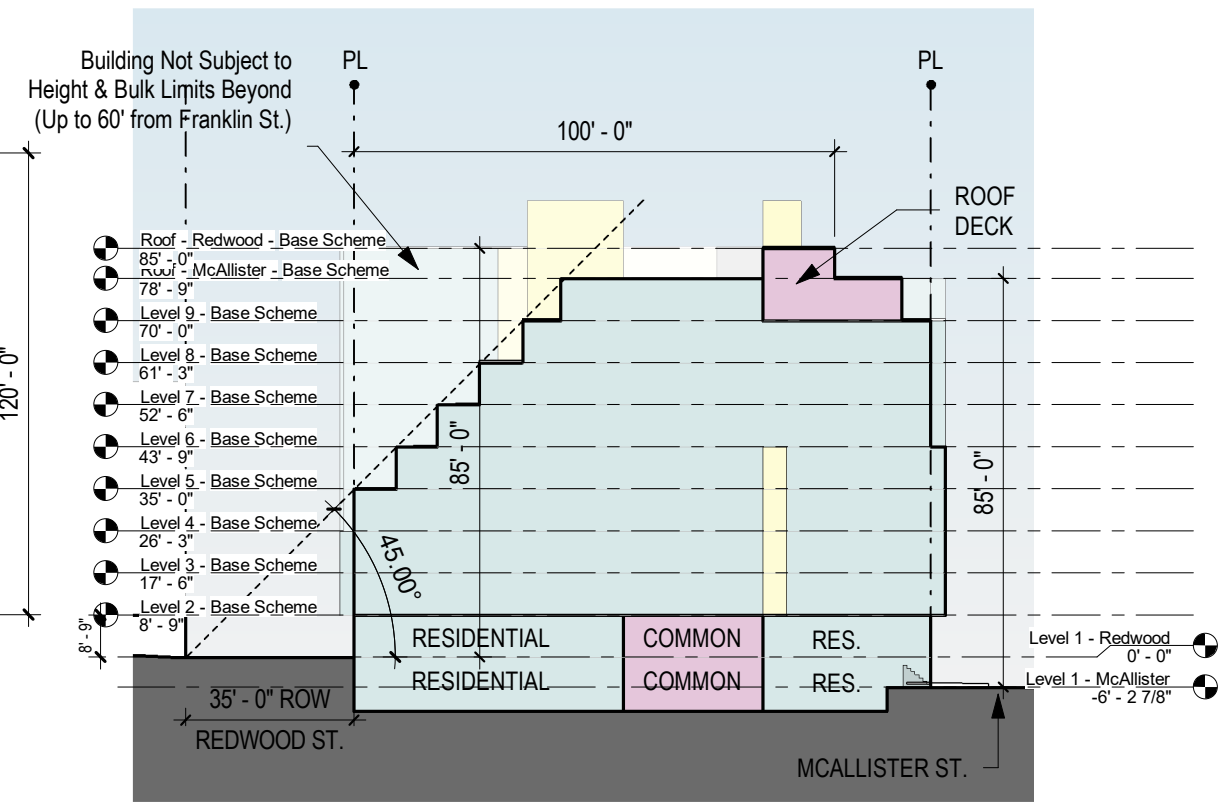 Building Not Subject to
Height & Bulk Limits Beyond
(Up to 60' from Franklin St.)
PL
PL
100' - 0"
ROOF
DECK
120' - 0"
Roof - Redwood - Base Scheme
85' - 0"
Roof - McAllister - Base Scheme
78' - 9"
Level 9 - Base Scheme
70' - 0"
Level 8 - Base Scheme
61' - 3"
Level 7 - Base Scheme
52' - 6"
Level 6 - Base Scheme
43' - 9"
Level 5 - Base Scheme
35' - 0"
Level 4 - Base Scheme
26' - 3"
Level 3 - Base Scheme
17' - 6"
Level 2 - Base Scheme
8' - 9"
8' - 9"
85' - 0"
85' - 0"
45.00°
RESIDENTIAL COMMON RES.
RESIDENTIAL COMMON RES.
Level 1 - Redwood
0' - 0"
Level 1 - McAllister
-6' - 2 7/8"
35' - 0" ROW
REDWOOD ST.
MCALLISTER ST.